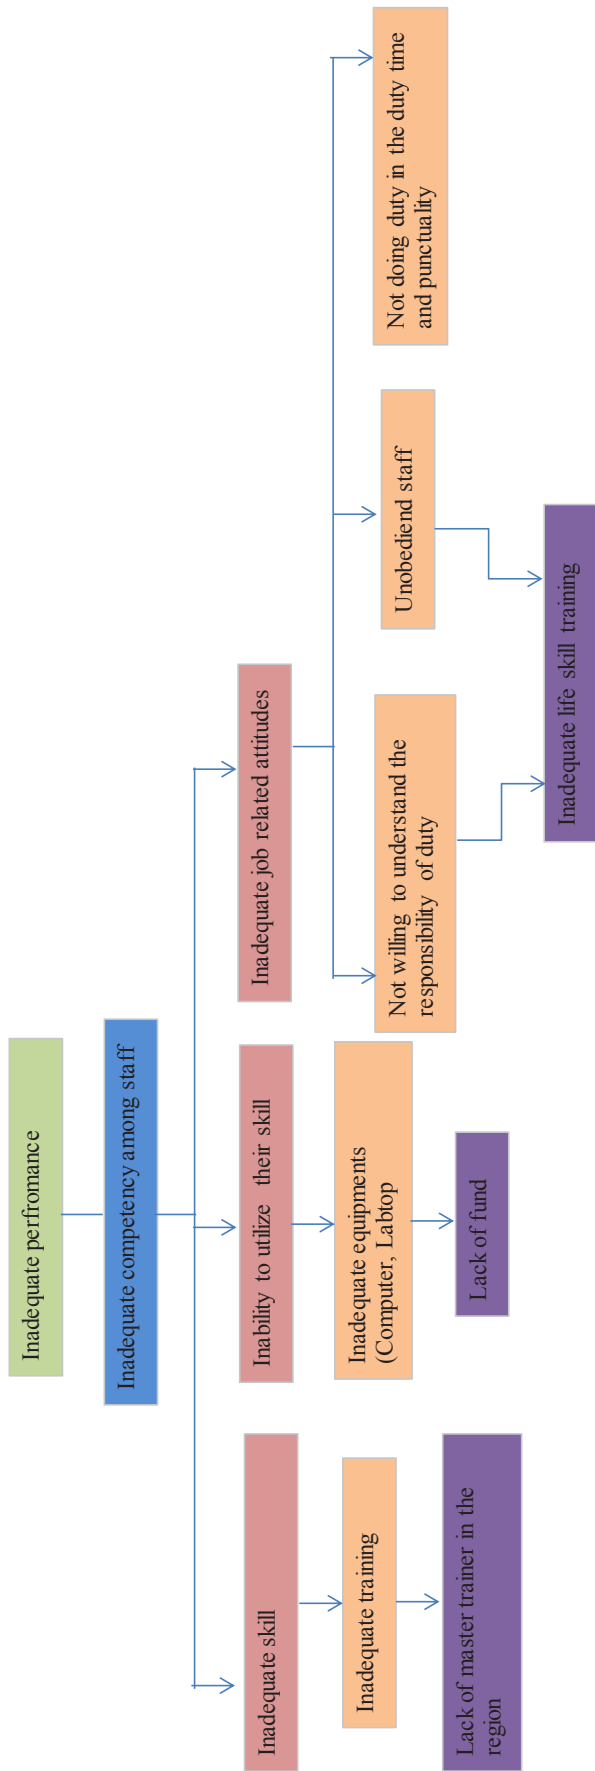 Inadequate perfromance
Inadequate competency among staff
Inadequate skill
Inability to utilize their skill
Inadequate job related attitudes
Inadequate training
Inadequate equipments
(Computer, Labtop
Not willing to understand the
responsibility of duty
Unobediend staff
Not doing duty in the duty time
and punctuality
Lack of master trainer in the
region
Lack of fund
Inadequate life skill training